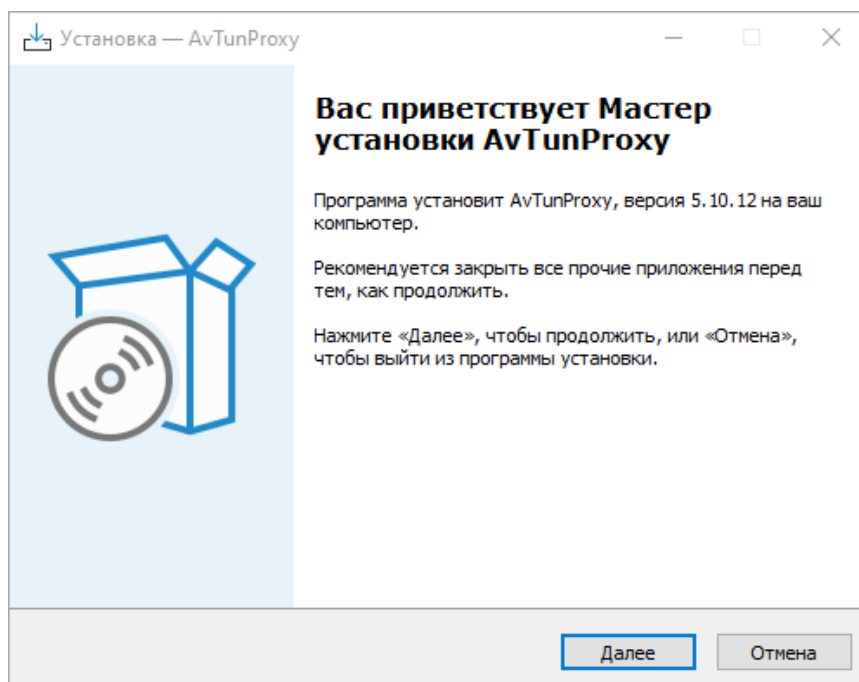 Установка — AvTunProxy
Вас приветствует Мастер
установки AvTunProxy
Программа установит AvTunProxy, версия 5.10.12 на ваш
компьютер.
Рекомендуется закрыть все прочие приложения перед
тем, как продолжить.
Нажмите «Далее», чтобы продолжить, или «Отмена»,
чтобы выйти из программы установки.
Далее
Отмена